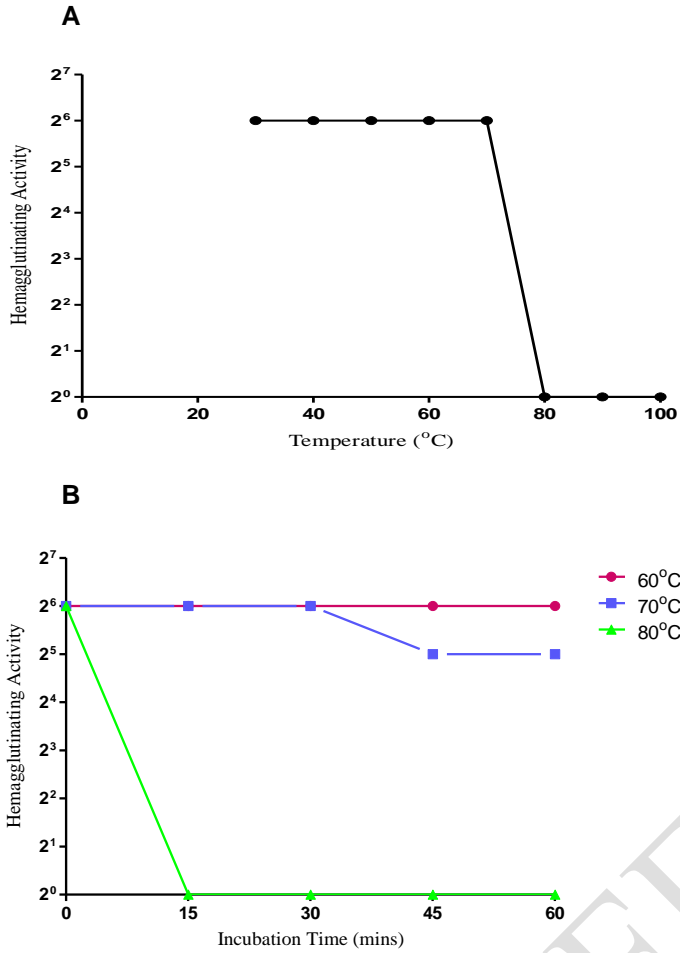 A
Hemagglutinating Activity
2⁷
2⁶
2⁵
2⁴
2³
2²
2¹
2⁰
0 20 40 60 80 100
Temperature (°C)
B
Hemagglutinating Activity
2⁷
2⁶
2⁵
2⁴
2³
2²
2¹
2⁰
0 15 30 45 60
Incubation Time (mins)
60°C
70°C
80°C